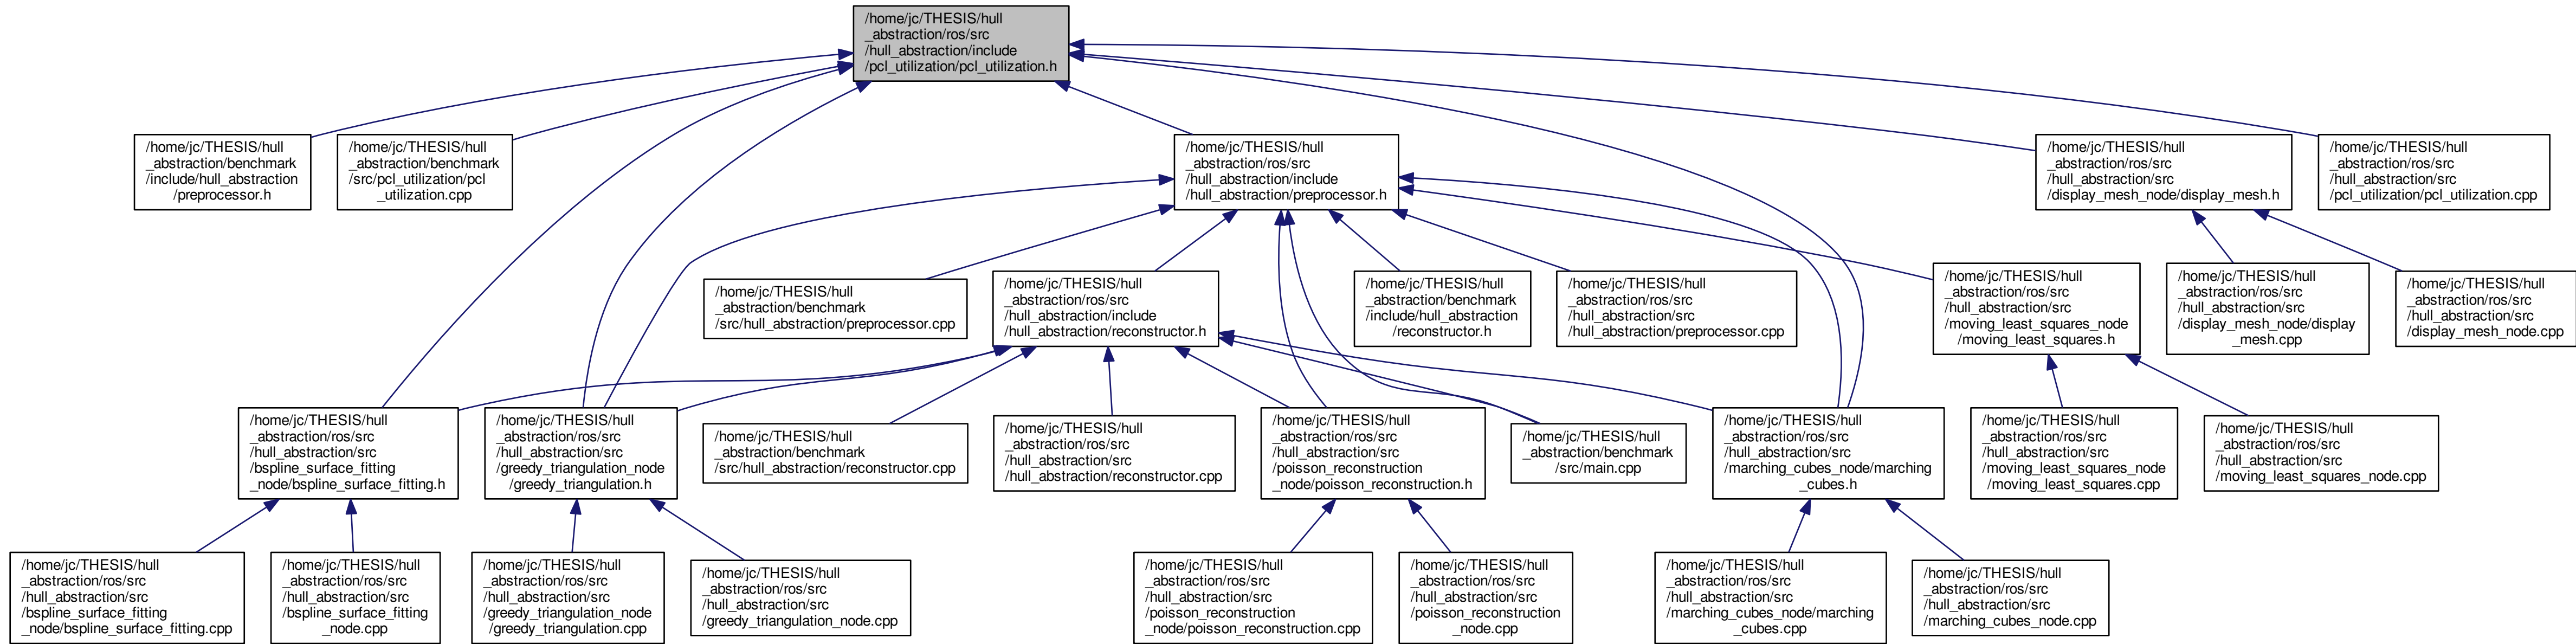 /home/jc/THESIS/hull
_abstraction/ros/src
/hull_abstraction/include
/pcl_utilization/pcl_utilization.h
/home/jc/THESIS/hull
_abstraction/benchmark
/include/hull_abstraction
/preprocessor.h
/home/jc/THESIS/hull
_abstraction/benchmark
/src/pcl_utilization/pcl
_utilization.cpp
/home/jc/THESIS/hull
_abstraction/ros/src
/hull_abstraction/include
/hull_abstraction/preprocessor.h
/home/jc/THESIS/hull
_abstraction/ros/src
/hull_abstraction/src
/display_mesh_node/display_mesh.h
/home/jc/THESIS/hull
_abstraction/ros/src
/hull_abstraction/src
/pcl_utilization/pcl_utilization.cpp
/home/jc/THESIS/hull
_abstraction/benchmark
/src/hull_abstraction/preprocessor.cpp
/home/jc/THESIS/hull
_abstraction/ros/src
/hull_abstraction/include
/hull_abstraction/reconstructor.h
/home/jc/THESIS/hull
_abstraction/benchmark
/include/hull_abstraction
/reconstructor.h
/home/jc/THESIS/hull
_abstraction/ros/src
/hull_abstraction/src
/hull_abstraction/preprocessor.cpp
/home/jc/THESIS/hull
_abstraction/ros/src
/hull_abstraction/src
/moving_least_squares_node
/moving_least_squares.h
/home/jc/THESIS/hull
_abstraction/ros/src
/hull_abstraction/src
/display_mesh_node/display
_mesh.cpp
/home/jc/THESIS/hull
_abstraction/ros/src
/hull_abstraction/src
/display_mesh_node.cpp
/home/jc/THESIS/hull
_abstraction/ros/src
/hull_abstraction/src
/bspline_surface_fitting
_node/bspline_surface_fitting.h
/home/jc/THESIS/hull
_abstraction/ros/src
/hull_abstraction/src
/greedy_triangulation_node
/greedy_triangulation.h
/home/jc/THESIS/hull
_abstraction/benchmark
/src/hull_abstraction/reconstructor.cpp
/home/jc/THESIS/hull
_abstraction/ros/src
/hull_abstraction/src
/hull_abstraction/reconstructor.cpp
/home/jc/THESIS/hull
_abstraction/ros/src
/hull_abstraction/src
/poisson_reconstruction
_node/poisson_reconstruction.h
/home/jc/THESIS/hull
_abstraction/benchmark
/src/main.cpp
/home/jc/THESIS/hull
_abstraction/ros/src
/hull_abstraction/src
/marching_cubes_node/marching
_cubes.h
/home/jc/THESIS/hull
_abstraction/ros/src
/hull_abstraction/src
/moving_least_squares_node
/moving_least_squares.cpp
/home/jc/THESIS/hull
_abstraction/ros/src
/hull_abstraction/src
/moving_least_squares_node.cpp
/home/jc/THESIS/hull
_abstraction/ros/src
/hull_abstraction/src
/bspline_surface_fitting
_node/bspline_surface_fitting.cpp
/home/jc/THESIS/hull
_abstraction/ros/src
/hull_abstraction/src
/bspline_surface_fitting
_node.cpp
/home/jc/THESIS/hull
_abstraction/ros/src
/hull_abstraction/src
/greedy_triangulation_node
/greedy_triangulation.cpp
/home/jc/THESIS/hull
_abstraction/ros/src
/hull_abstraction/src
/greedy_triangulation_node.cpp
/home/jc/THESIS/hull
_abstraction/ros/src
/hull_abstraction/src
/poisson_reconstruction
_node/poisson_reconstruction.cpp
/home/jc/THESIS/hull
_abstraction/ros/src
/hull_abstraction/src
/poisson_reconstruction
_node.cpp
/home/jc/THESIS/hull
_abstraction/ros/src
/hull_abstraction/src
/marching_cubes_node/marching
_cubes.cpp
/home/jc/THESIS/hull
_abstraction/ros/src
/hull_abstraction/src
/marching_cubes_node.cpp